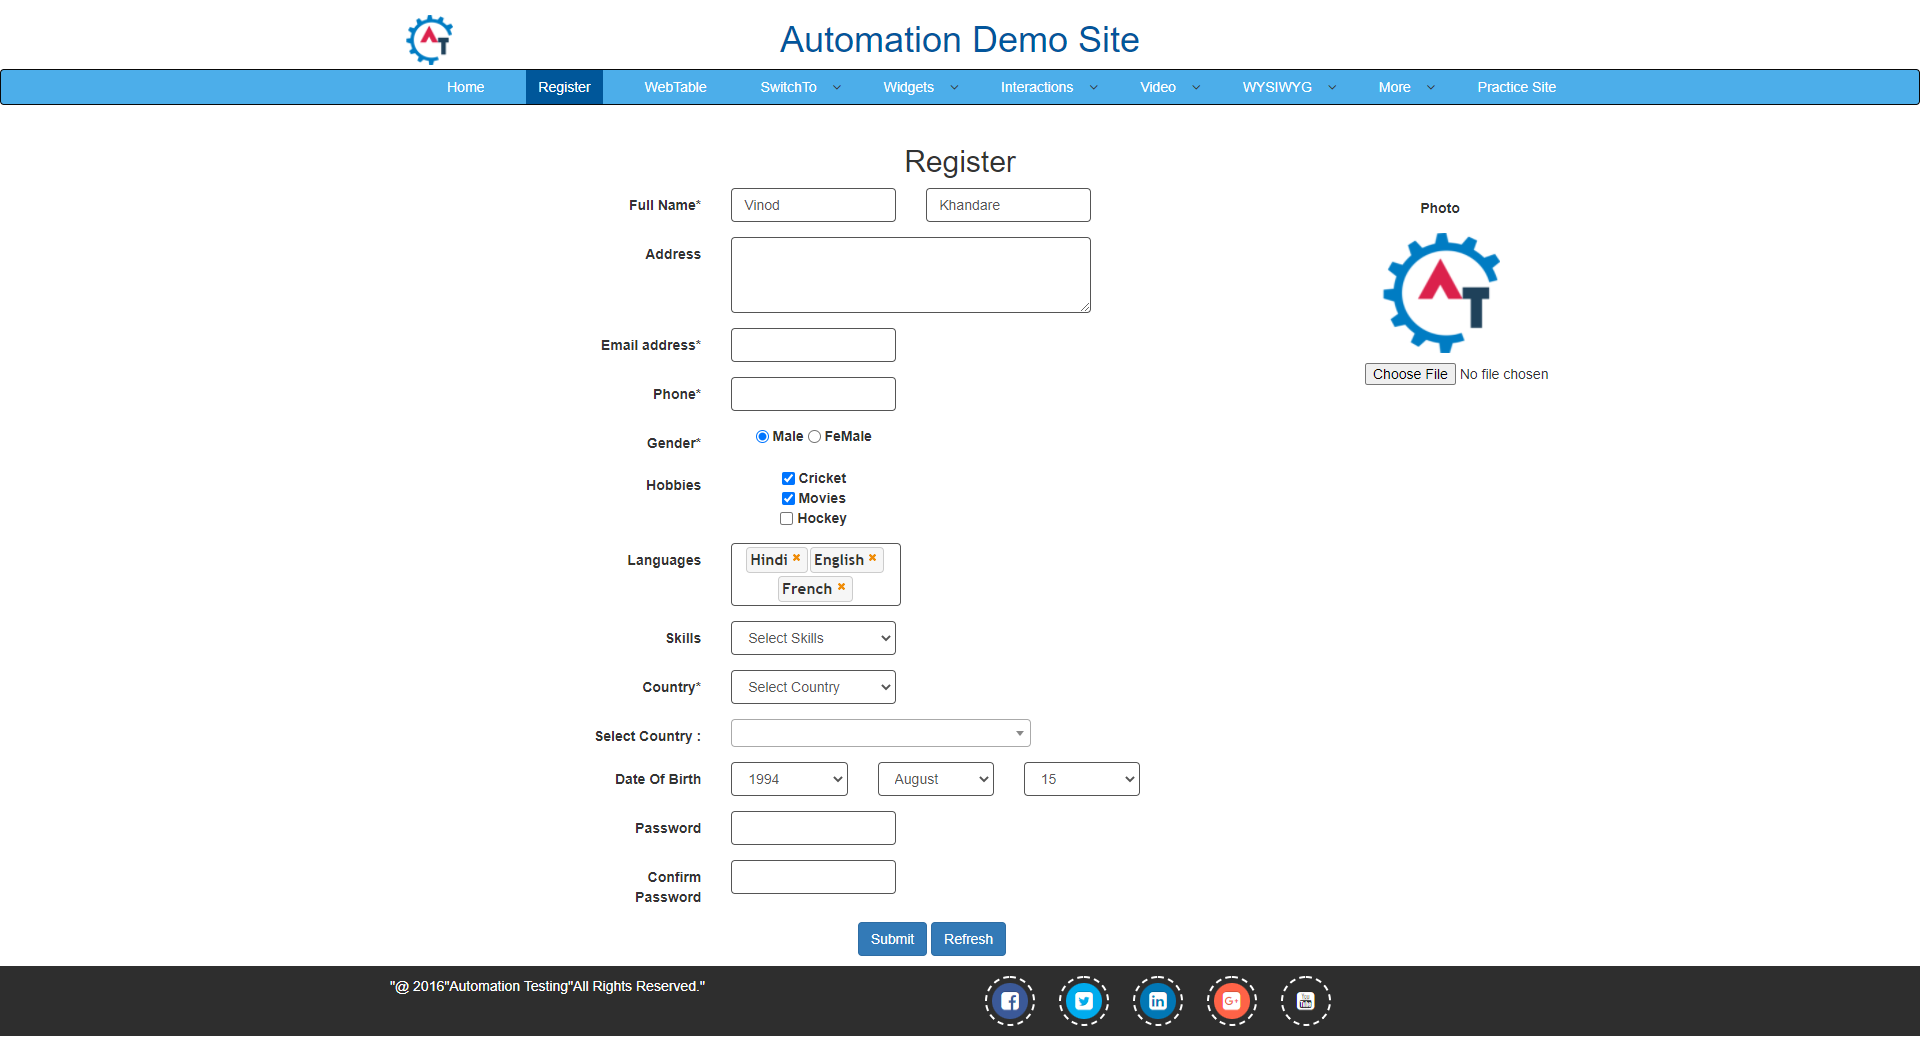 Automation Demo Site
Home Register WebTable SwitchTo Widgets Interactions Video WYSIWYG More Practice Site
Register
Full Name* Vinod Khandare
Photo
Address
Email address*
Choose File No file chosen
Phone*
Gender* Male FeMale
Hobbies Cricket
Movies
Hockey
Languages Hindi English
French
Skills Select Skills
Country* Select Country
Select Country :
Date Of Birth 1994 August 15
Password
Confirm
Password
Submit Refresh
"@ 2016"Automation Testing"All Rights Reserved."